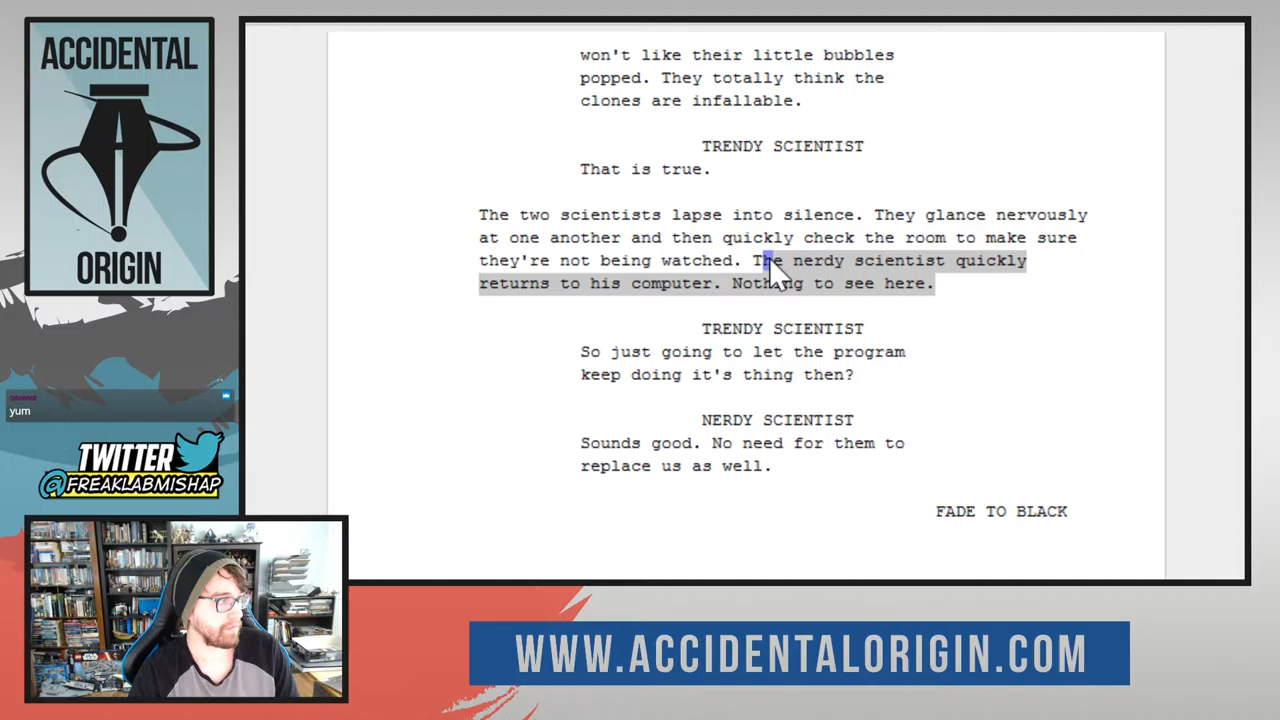 ACCIDENTAL
ORIGIN
won't like their little bubbles
popped. They totally think the
clones are infallable.
TRENDY SCIENTIST
That is true.
The two scientists lapse into silence. They glance nervously
at one another and then quickly check the room to make sure
they're not being watched. The nerdy scientist quickly
returns to his computer. Nothing to see here.
TRENDY SCIENTIST
So just going to let the program
keep doing it's thing then?
NERDY SCIENTIST
Sounds good. No need for them to
replace us as well.
FADE TO BLACK
yum
TWITTER
@FREAKLABMISHAP
WWW.ACCIDENTALORIGIN.COM